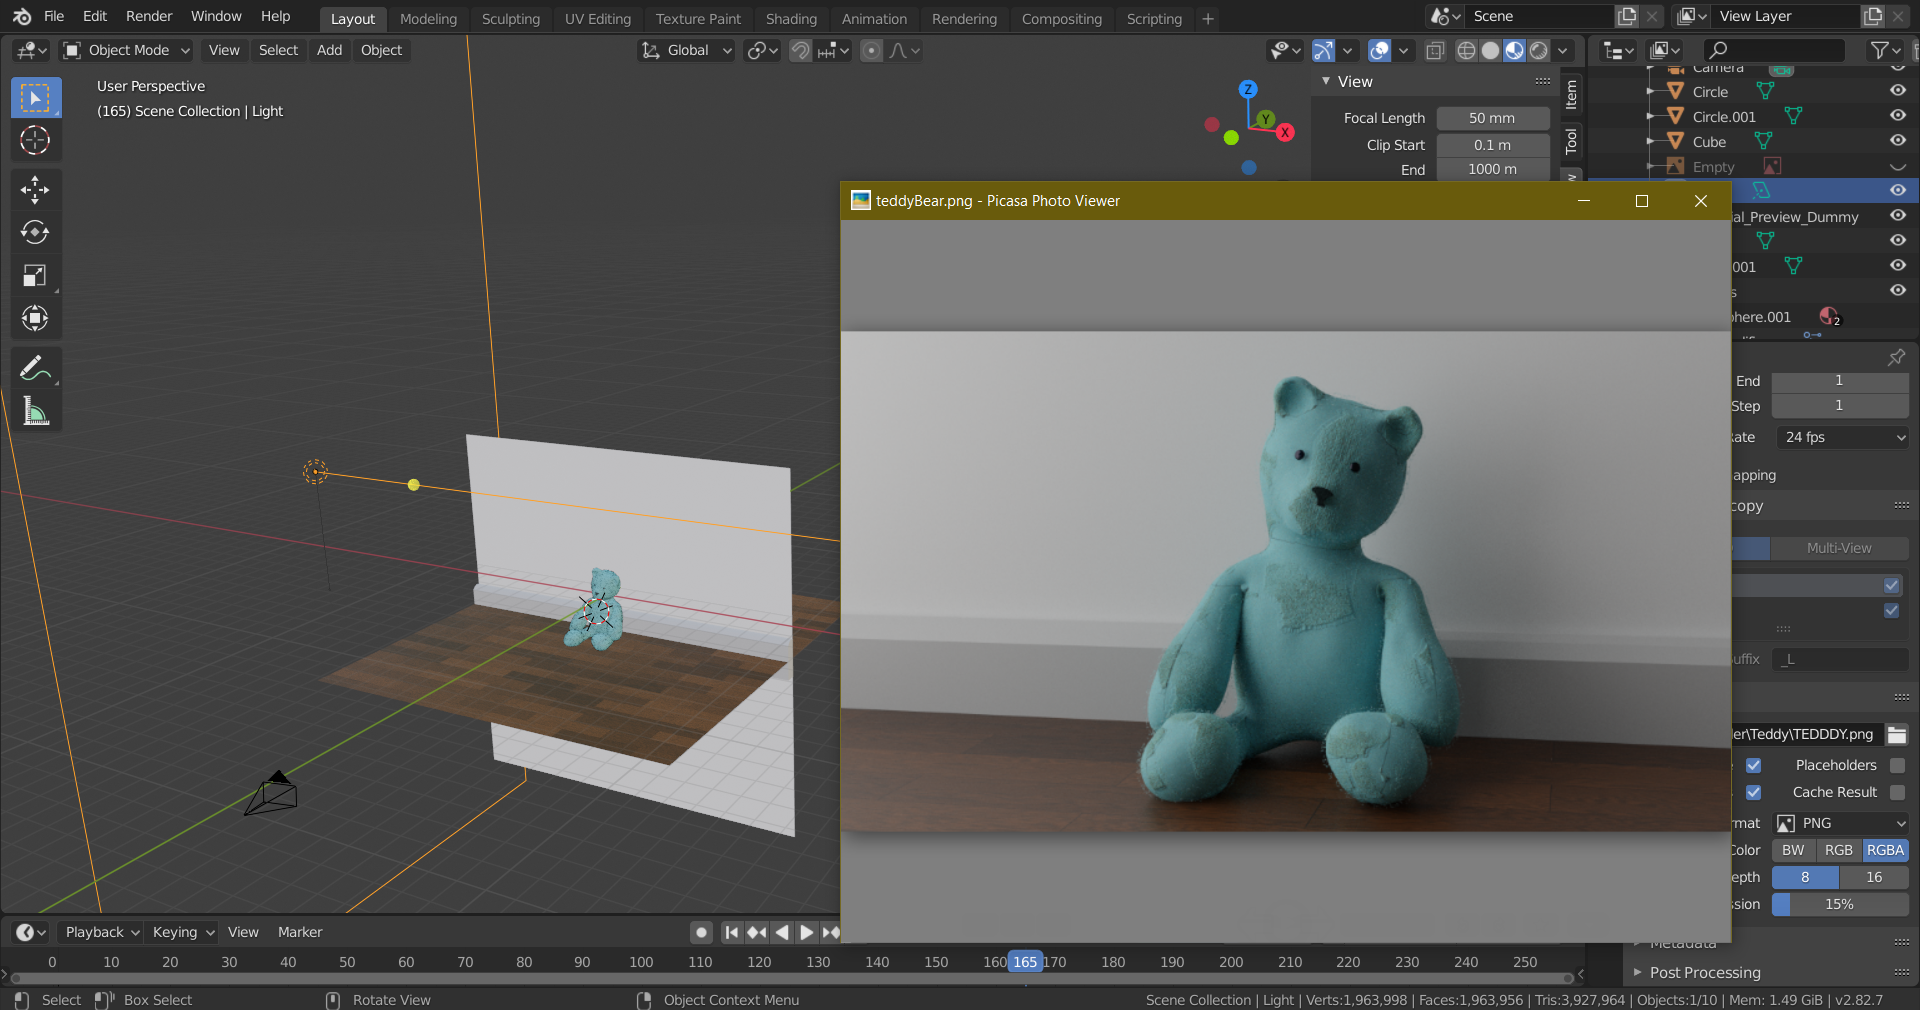 File Edit Render Window Help Layout Modeling Sculpting UV Editing Texture Paint Shading Animation Rendering Compositing Scripting + Scene View Layer
Object Mode View Select Add Object Global
User Perspective
(165) Scene Collection | Light
Z
Y
X
View
Focal Length 50 mm
Clip Start 0.1 m
End 1000 m
Item
Tool
Camera
Circle
Circle.001
Cube
Empty
al_Preview_Dummy
001
s
here.001 2
teddyBear.png - Picasa Photo Viewer
End 1
Step 1
ate 24 fps
apping
copy
Multi-View
uffix _L
er\Teddy\TEDDDY.png
Placeholders
Cache Result
mat PNG
Color BW RGB RGBA
epth 8 16
ssion 15%
Metadata
Post Processing
Playback Keying View Marker
0 10 20 30 40 50 60 70 80 90 100 110 120 130 140 150 160 165 170 180 190 200 210 220 230 240 250
Select Box Select Rotate View Object Context Menu Scene Collection | Light | Verts:1,963,998 | Faces:1,963,956 | Tris:3,927,964 | Objects:1/10 | Mem: 1.49 GiB | v2.82.7